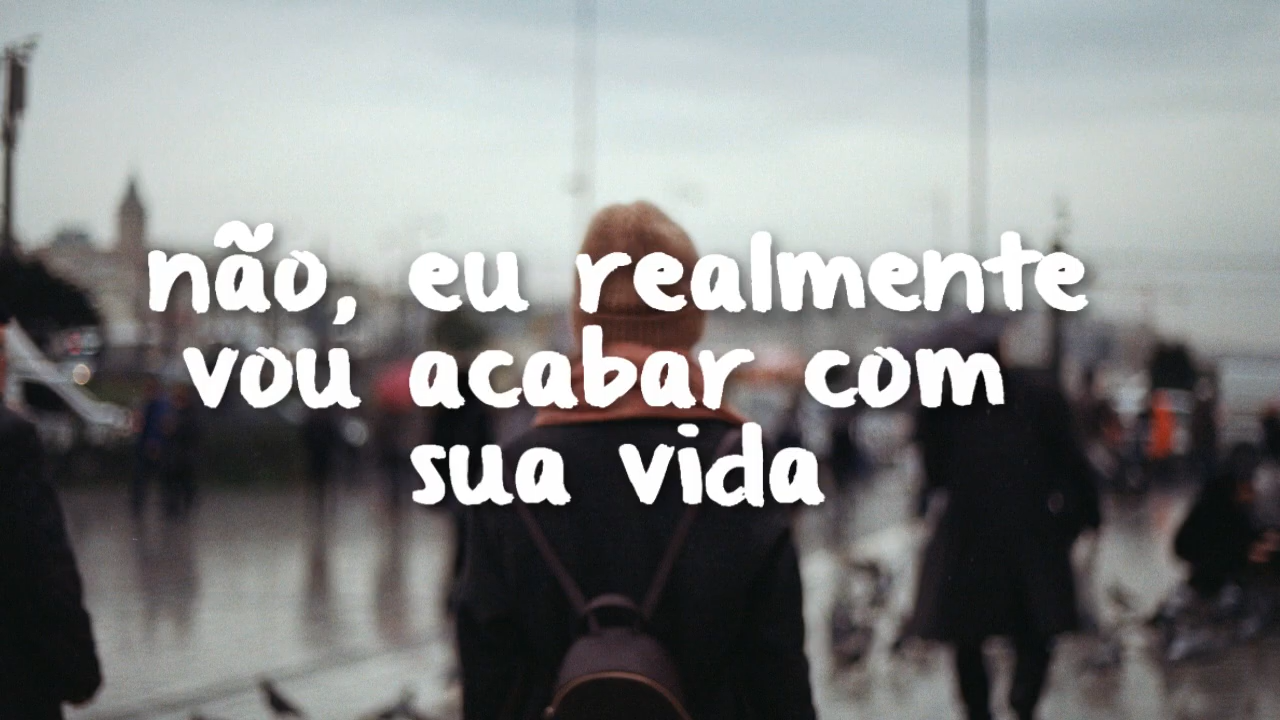 não, eu realmente
vou acabar com
sua vida